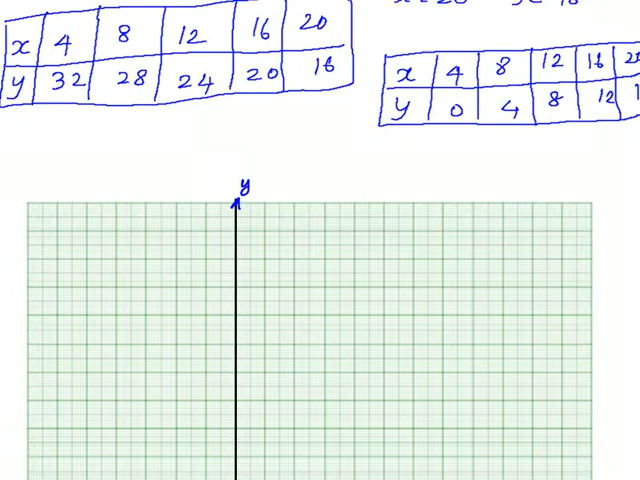 x 4 8 12 16 20
y 32 28 24 20 16
x 4 8 12 16
y 0 4 8 12
y